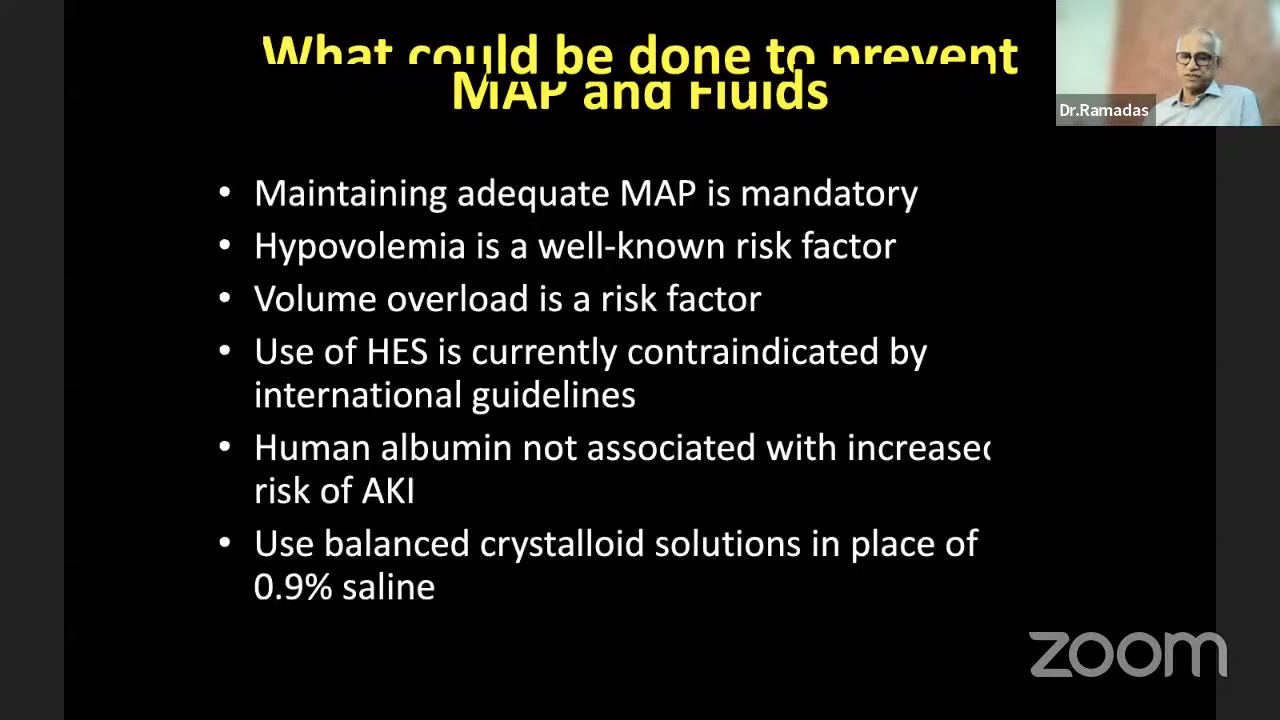 What could be done to prevent
MAP and Fluids
Dr.Ramadas
• Maintaining adequate MAP is mandatory
• Hypovolemia is a well-known risk factor
• Volume overload is a risk factor
• Use of HES is currently contraindicated by
international guidelines
• Human albumin not associated with increased
risk of AKI
• Use balanced crystalloid solutions in place of
0.9% saline
zoom